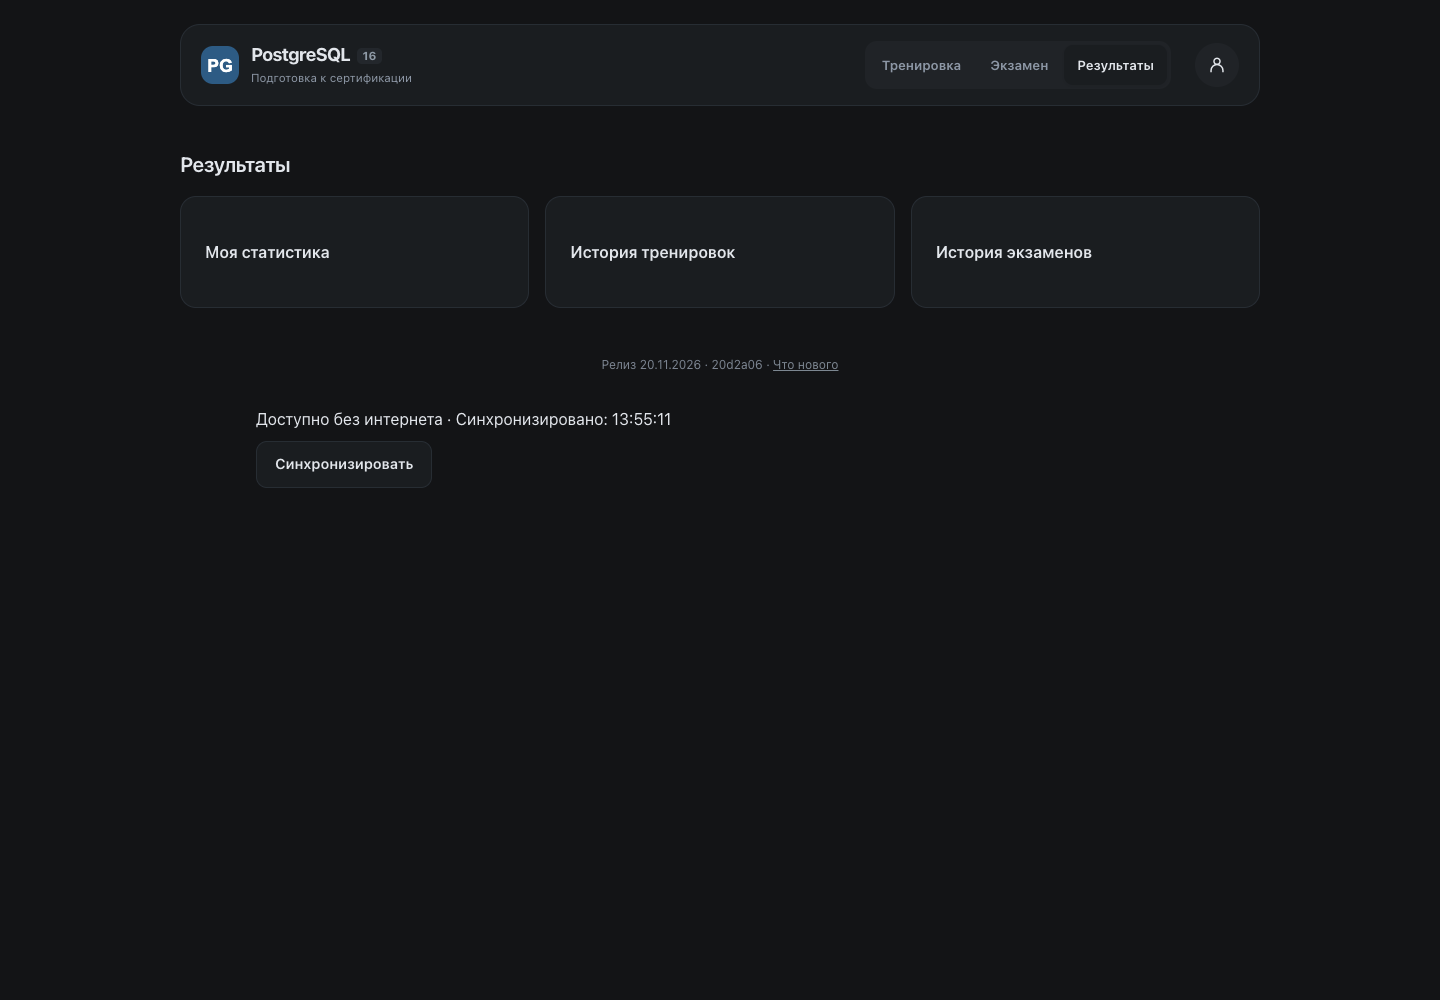 PG
PostgreSQL 16
Подготовка к сертификации
Тренировка Экзамен Результаты
Результаты
Моя статистика
История тренировок
История экзаменов
Релиз 20.11.2026 · 20d2a06 · Что нового
Доступно без интернета · Синхронизировано: 13:55:11
Синхронизировать